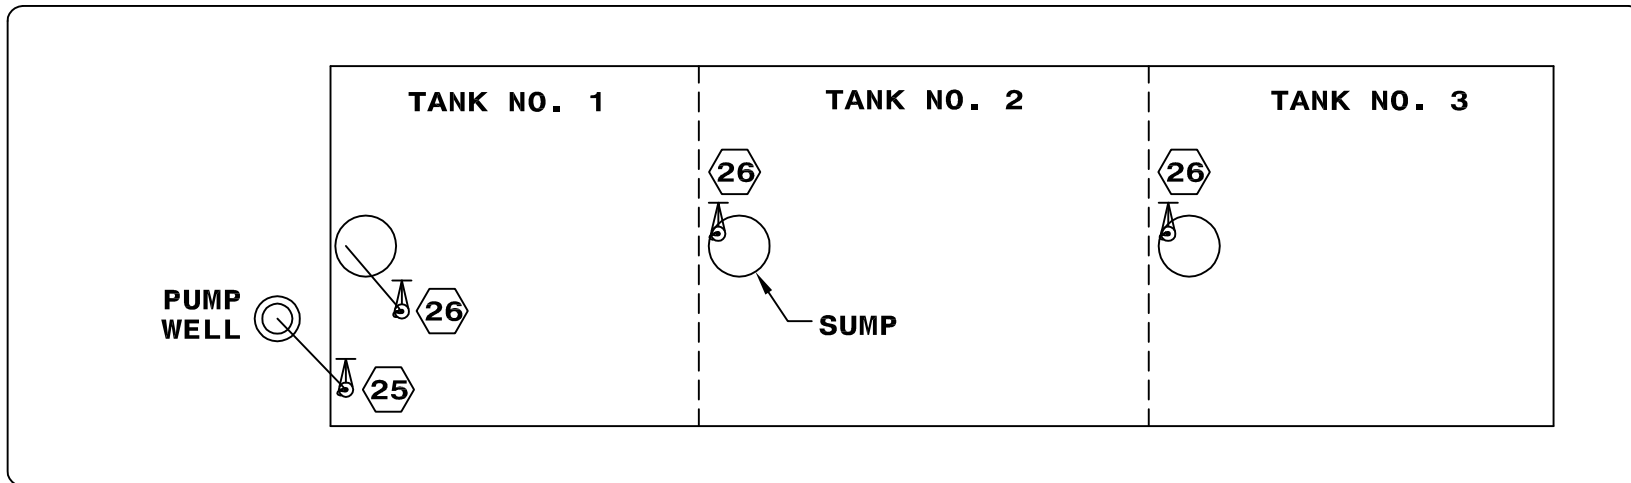 TANK NO. 1
TANK NO. 2
TANK NO. 3
26
26
26
PUMP
WELL
SUMP
25